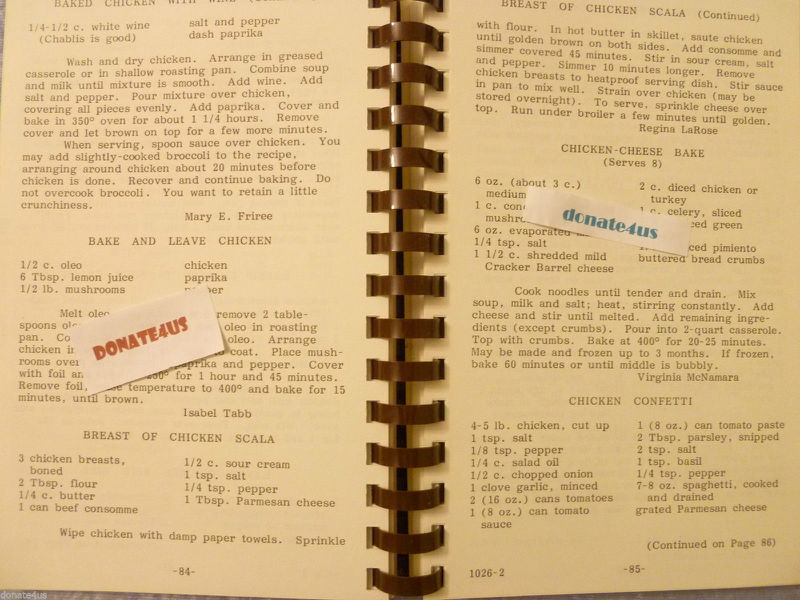 BAKED CHICKEN WITH WINE
1/4-1/2 c. white wine
(Chablis is good)
salt and pepper
dash paprika
Wash and dry chicken. Arrange in greased
casserole or in shallow roasting pan. Combine soup
and milk until mixture is smooth. Add wine. Add
salt and pepper. Pour mixture over chicken,
covering all pieces evenly. Add paprika. Cover and
bake in 350° oven for about 1 1/4 hours. Remove
cover and let brown on top for a few more minutes.
When serving, spoon sauce over chicken. You
may add slightly-cooked broccoli to the recipe,
arranging around chicken about 20 minutes before
chicken is done. Recover and continue baking. Do
not overcook broccoli. You want to retain a little
crunchiness.
Mary E. Friree
BAKE AND LEAVE CHICKEN
1/2 c. oleo
6 Tbsp. lemon juice
1/2 lb. mushrooms
chicken
paprika
Melt oleo remove 2 table-
spoons oleo in roasting
pan. oleo. Arrange
chicken in coat. Place mush-
rooms over paprika and pepper. Cover
with foil for 1 hour and 45 minutes.
Remove foil, temperature to 400° and bake for 15
minutes, until brown.
Isabel Tabb
DONATE4US
BREAST OF CHICKEN SCALA
3 chicken breasts,
boned
2 Tbsp. flour
1/4 c. butter
1 can beef consomme
1/2 c. sour cream
1 tsp. salt
1/4 tsp. pepper
1 Tbsp. Parmesan cheese
Wipe chicken with damp paper towels. Sprinkle
-84-
BREAST OF CHICKEN SCALA (Continued)
with flour. In hot butter in skillet, saute chicken
until golden brown on both sides. Add consomme and
simmer covered 45 minutes. Stir in sour cream, salt
and pepper. Simmer 10 minutes longer. Remove
chicken breasts to heatproof serving dish. Stir sauce
in pan to mix well. Strain over chicken (may be
stored overnight). To serve, sprinkle cheese over
top. Run under broiler a few minutes until golden.
Regina LaRose
CHICKEN-CHEESE BAKE
(Serves 8)
6 oz. (about 3 c.)
medium
1 c.
6 oz. evaporated
1/4 tsp. salt
1 1/2 c. shredded mild
Cracker Barrel cheese
2 c. diced chicken or
turkey
1 c. celery, sliced
green
pimiento
buttered bread crumbs
donate4us
Cook noodles until tender and drain. Mix
soup, milk and salt; heat, stirring constantly. Add
cheese and stir until melted. Add remaining ingre-
dients (except crumbs). Pour into 2-quart casserole.
Top with crumbs. Bake at 400° for 20-25 minutes.
May be made and frozen up to 3 months. If frozen,
bake 60 minutes or until middle is bubbly.
Virginia McNamara
CHICKEN CONFETTI
4-5 lb. chicken, cut up
1 tsp. salt
1/8 tsp. pepper
1/4 c. salad oil
1/2 c. chopped onion
1 clove garlic, minced
2 (16 oz.) cans tomatoes
1 (8 oz.) can tomato
sauce
1 (8 oz.) can tomato paste
2 Tbsp. parsley, snipped
2 tsp. salt
1 tsp. basil
1/4 tsp. pepper
7-8 oz. spaghetti, cooked
and drained
grated Parmesan cheese
(Continued on Page 86)
1026-2
-85-
donate4us